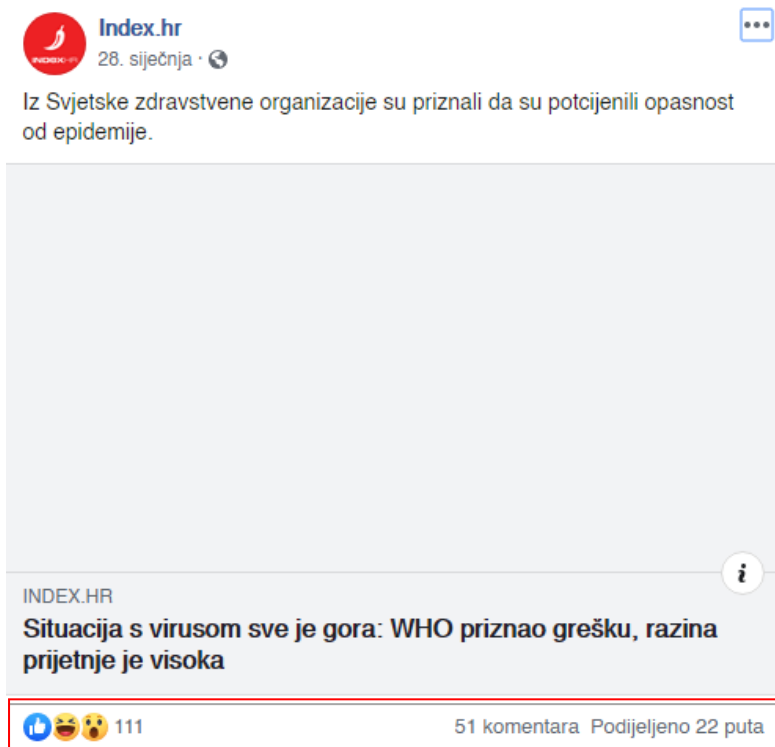 Index.hr
28. siječnja ·
Iz Svjetske zdravstvene organizacije su priznali da su potcijenili opasnost
od epidemije.
INDEX.HR
Situacija s virusom sve je gora: WHO priznao grešku, razina
prijetnje je visoka
111
51 komentara Podijeljeno 22 puta